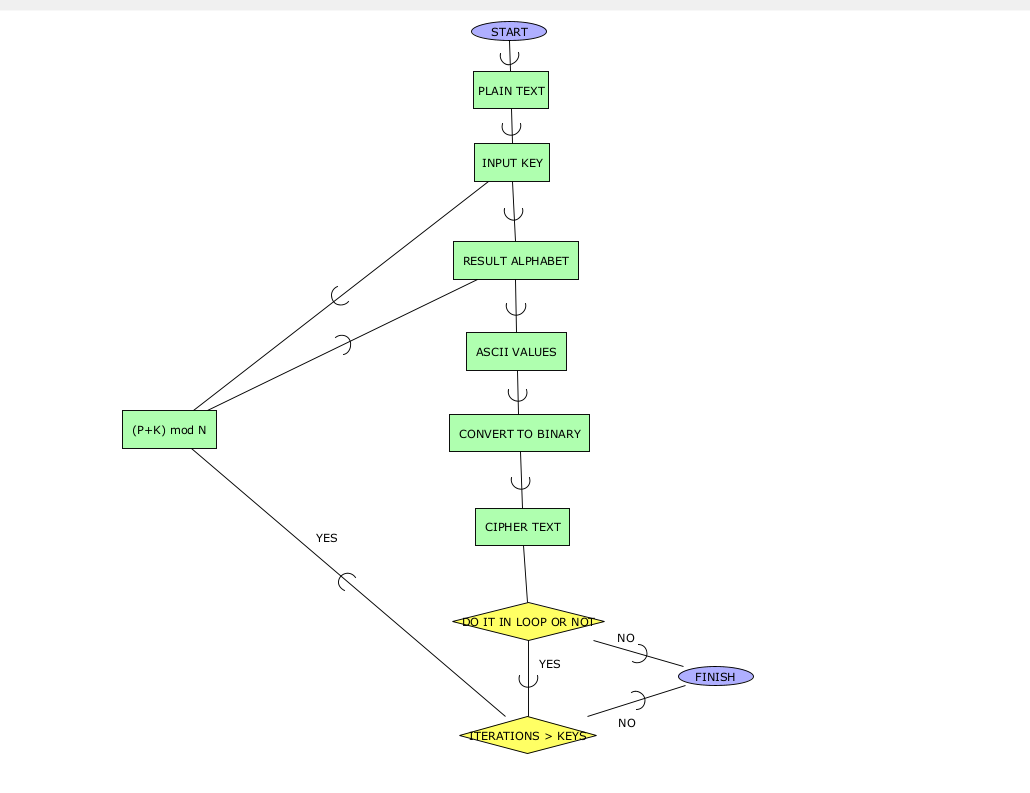 START
PLAIN TEXT
INPUT KEY
RESULT ALPHABET
ASCII VALUES
(P+K) mod N
CONVERT TO BINARY
CIPHER TEXT
YES
DO IT IN LOOP OR NOT
NO
YES
FINISH
NO
ITERATIONS > KEYS